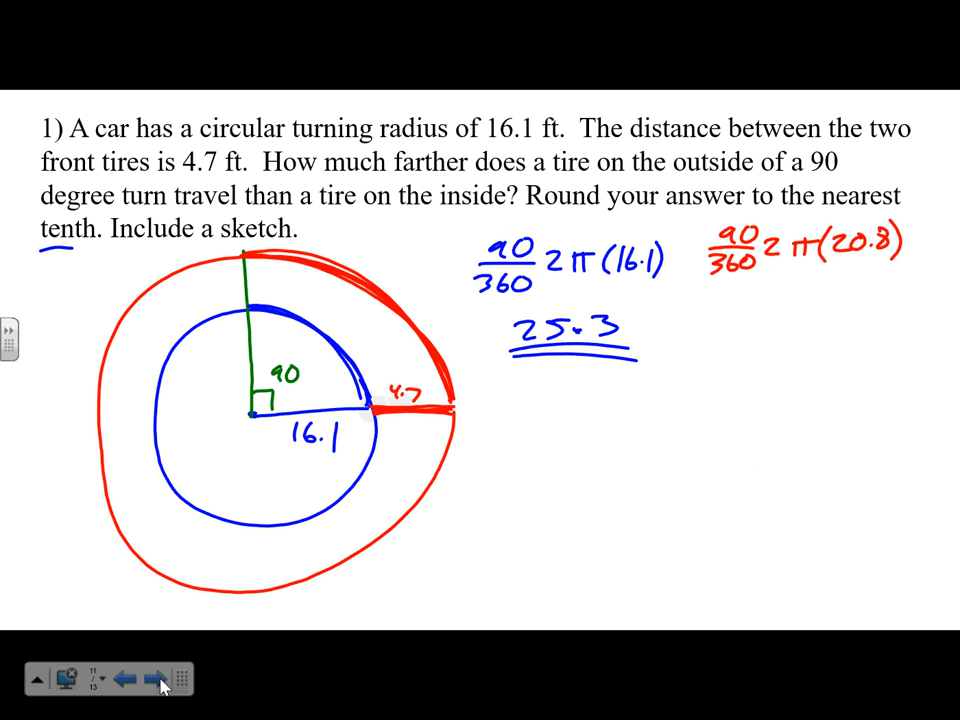 1) A car has a circular turning radius of 16.1 ft.  The distance between the two
front tires is 4.7 ft.  How much farther does a tire on the outside of a 90
degree turn travel than a tire on the inside? Round your answer to the nearest
tenth. Include a sketch.
90/360 2π(16.1)
90/360 2π(20.8)
25.3
90
4.7
16.1
11
/
13